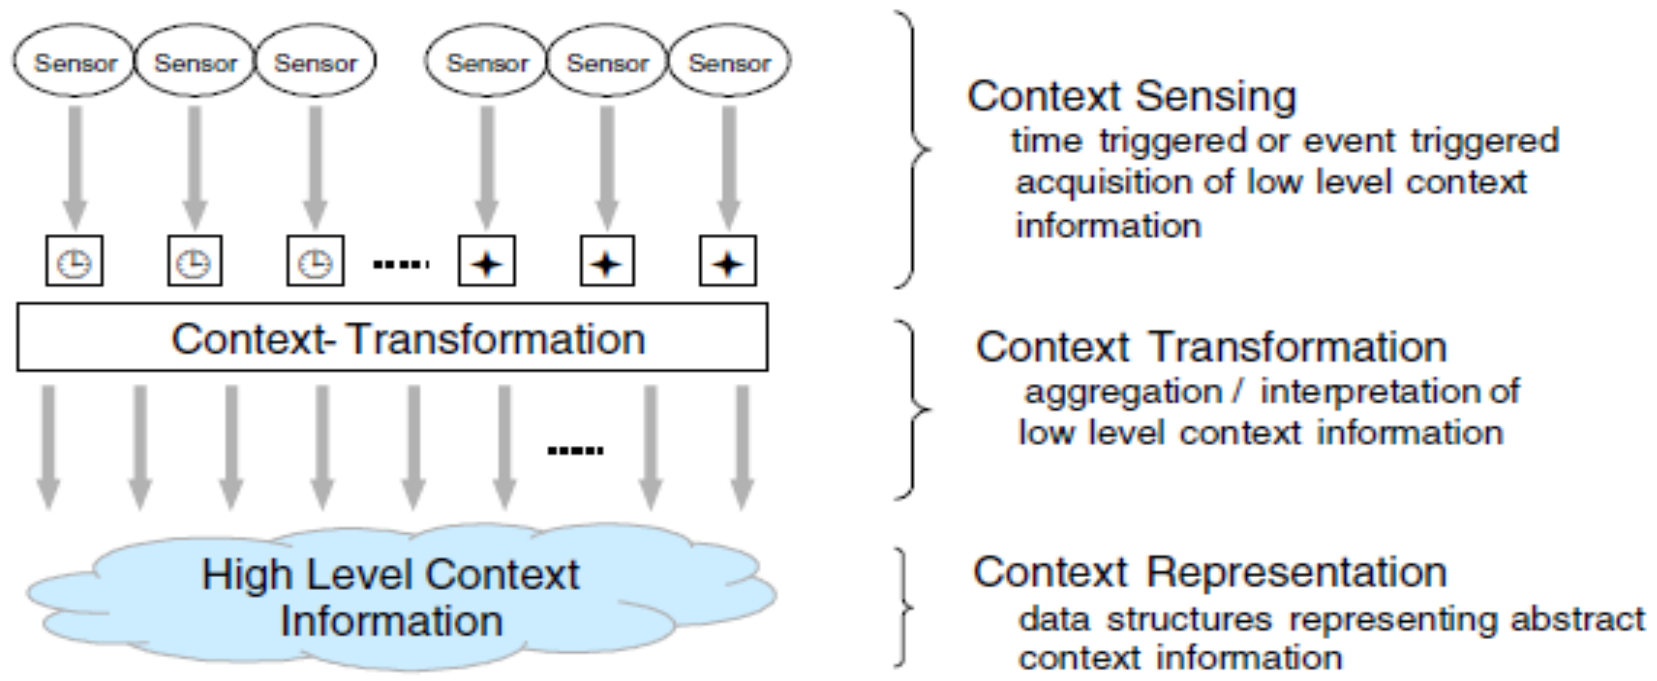 Sensor Sensor Sensor Sensor Sensor Sensor
Context Sensing
time triggered or event triggered
acquisition of low level context
information
Context- Transformation
Context Transformation
aggregation / interpretation of
low level context information
High Level Context
Information
Context Representation
data structures representing abstract
context information